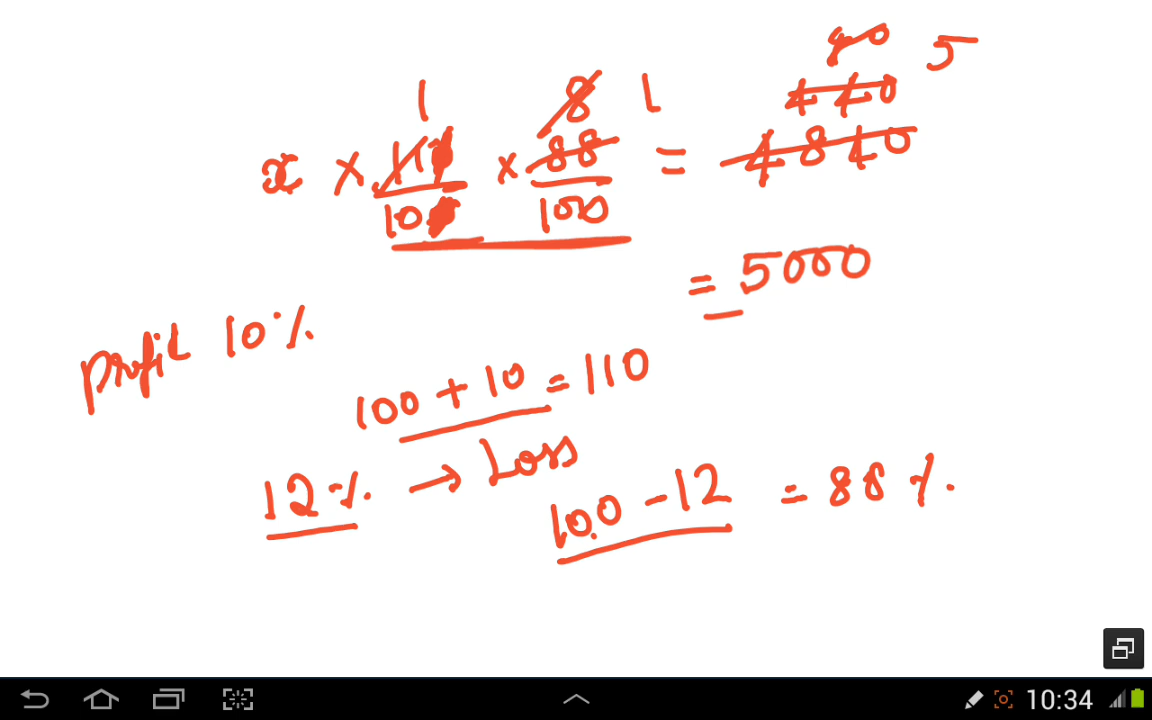 40 5
1 8 1 440
x × 110/100 × 88/100 = 4840
= 5000
Profit 10%
100 + 10 = 110
12% → Loss
100 - 12 = 88%.
10:34